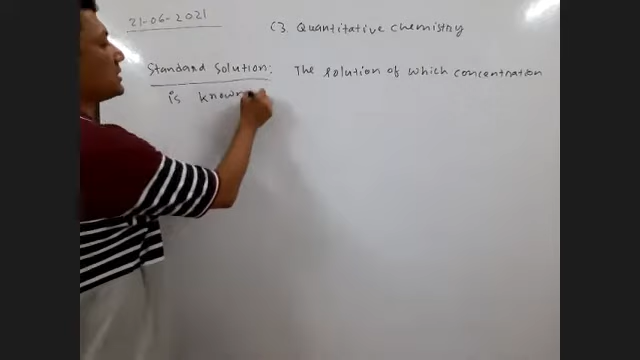 21-06-2021
C3. Quantitative chemistry
Standard Solution: The solution of which concentration
is known